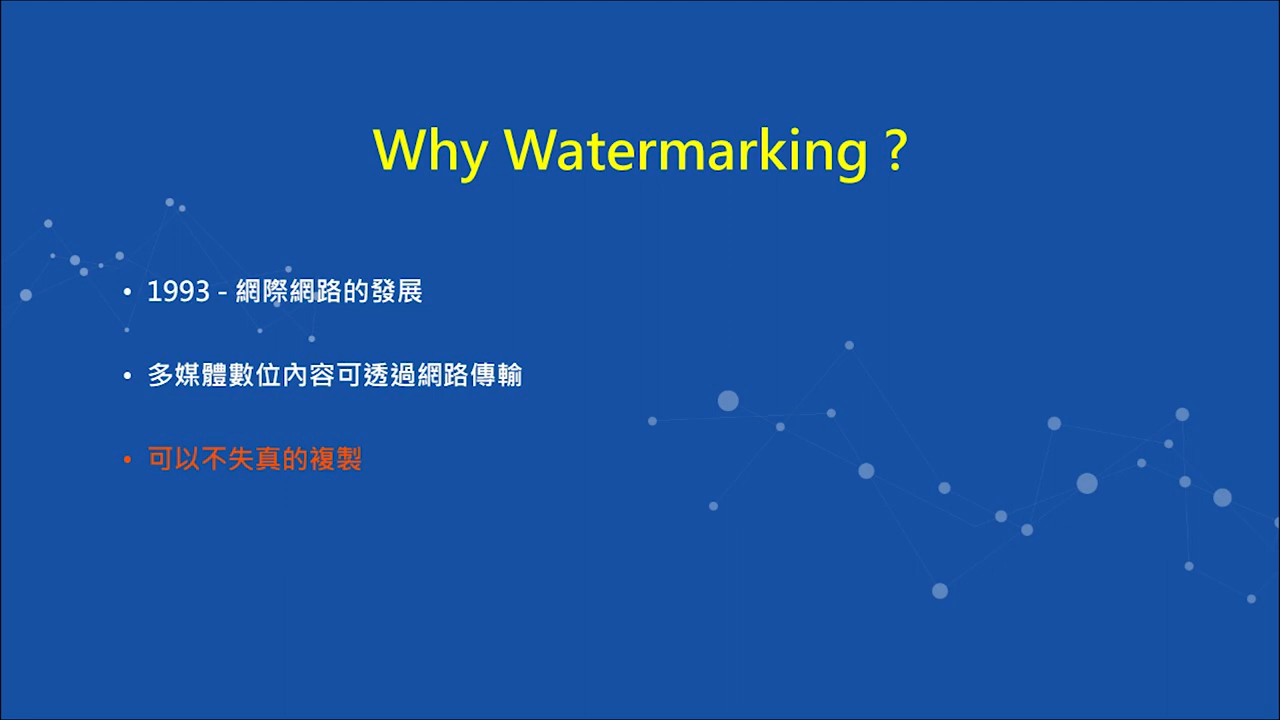 Why Watermarking ?
• 1993 - 網際網路的發展
• 多媒體數位內容可透過網路傳輸
• 可以不失真的複製